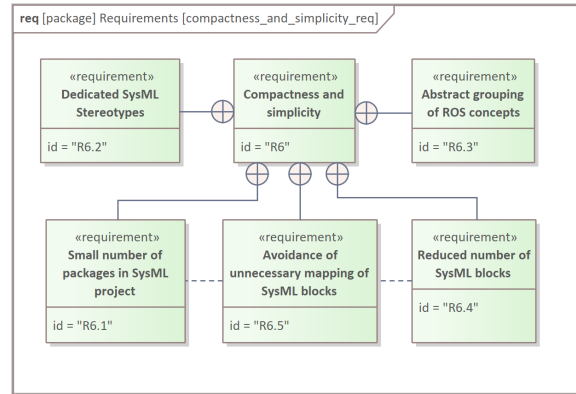 req [package] Requirements [compactness_and_simplicity_req]
«requirement»
Dedicated SysML
Stereotypes
id = "R6.2"
«requirement»
Compactness and
simplicity
id = "R6"
«requirement»
Abstract grouping
of ROS concepts
id = "R6.3"
«requirement»
Small number of
packages in SysML
project
id = "R6.1"
«requirement»
Avoidance of
unnecessary mapping of
SysML blocks
id = "R6.5"
«requirement»
Reduced number of
SysML blocks
id = "R6.4"